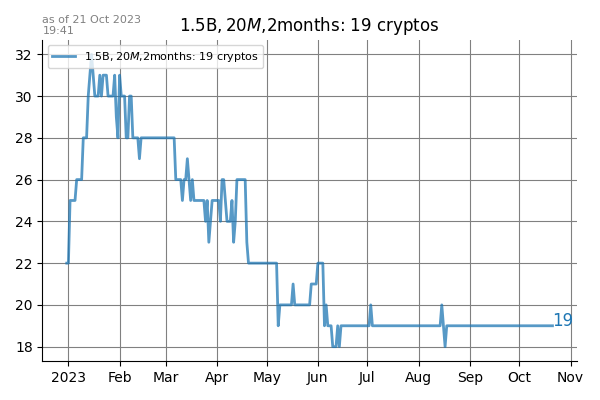 as of 21 Oct 2023
19:41
1.5B, 20M,2months: 19 cryptos
1.5B, 20M,2months: 19 cryptos
32
30
28
26
24
22
20
18
19
2023 Feb Mar Apr May Jun Jul Aug Sep Oct Nov